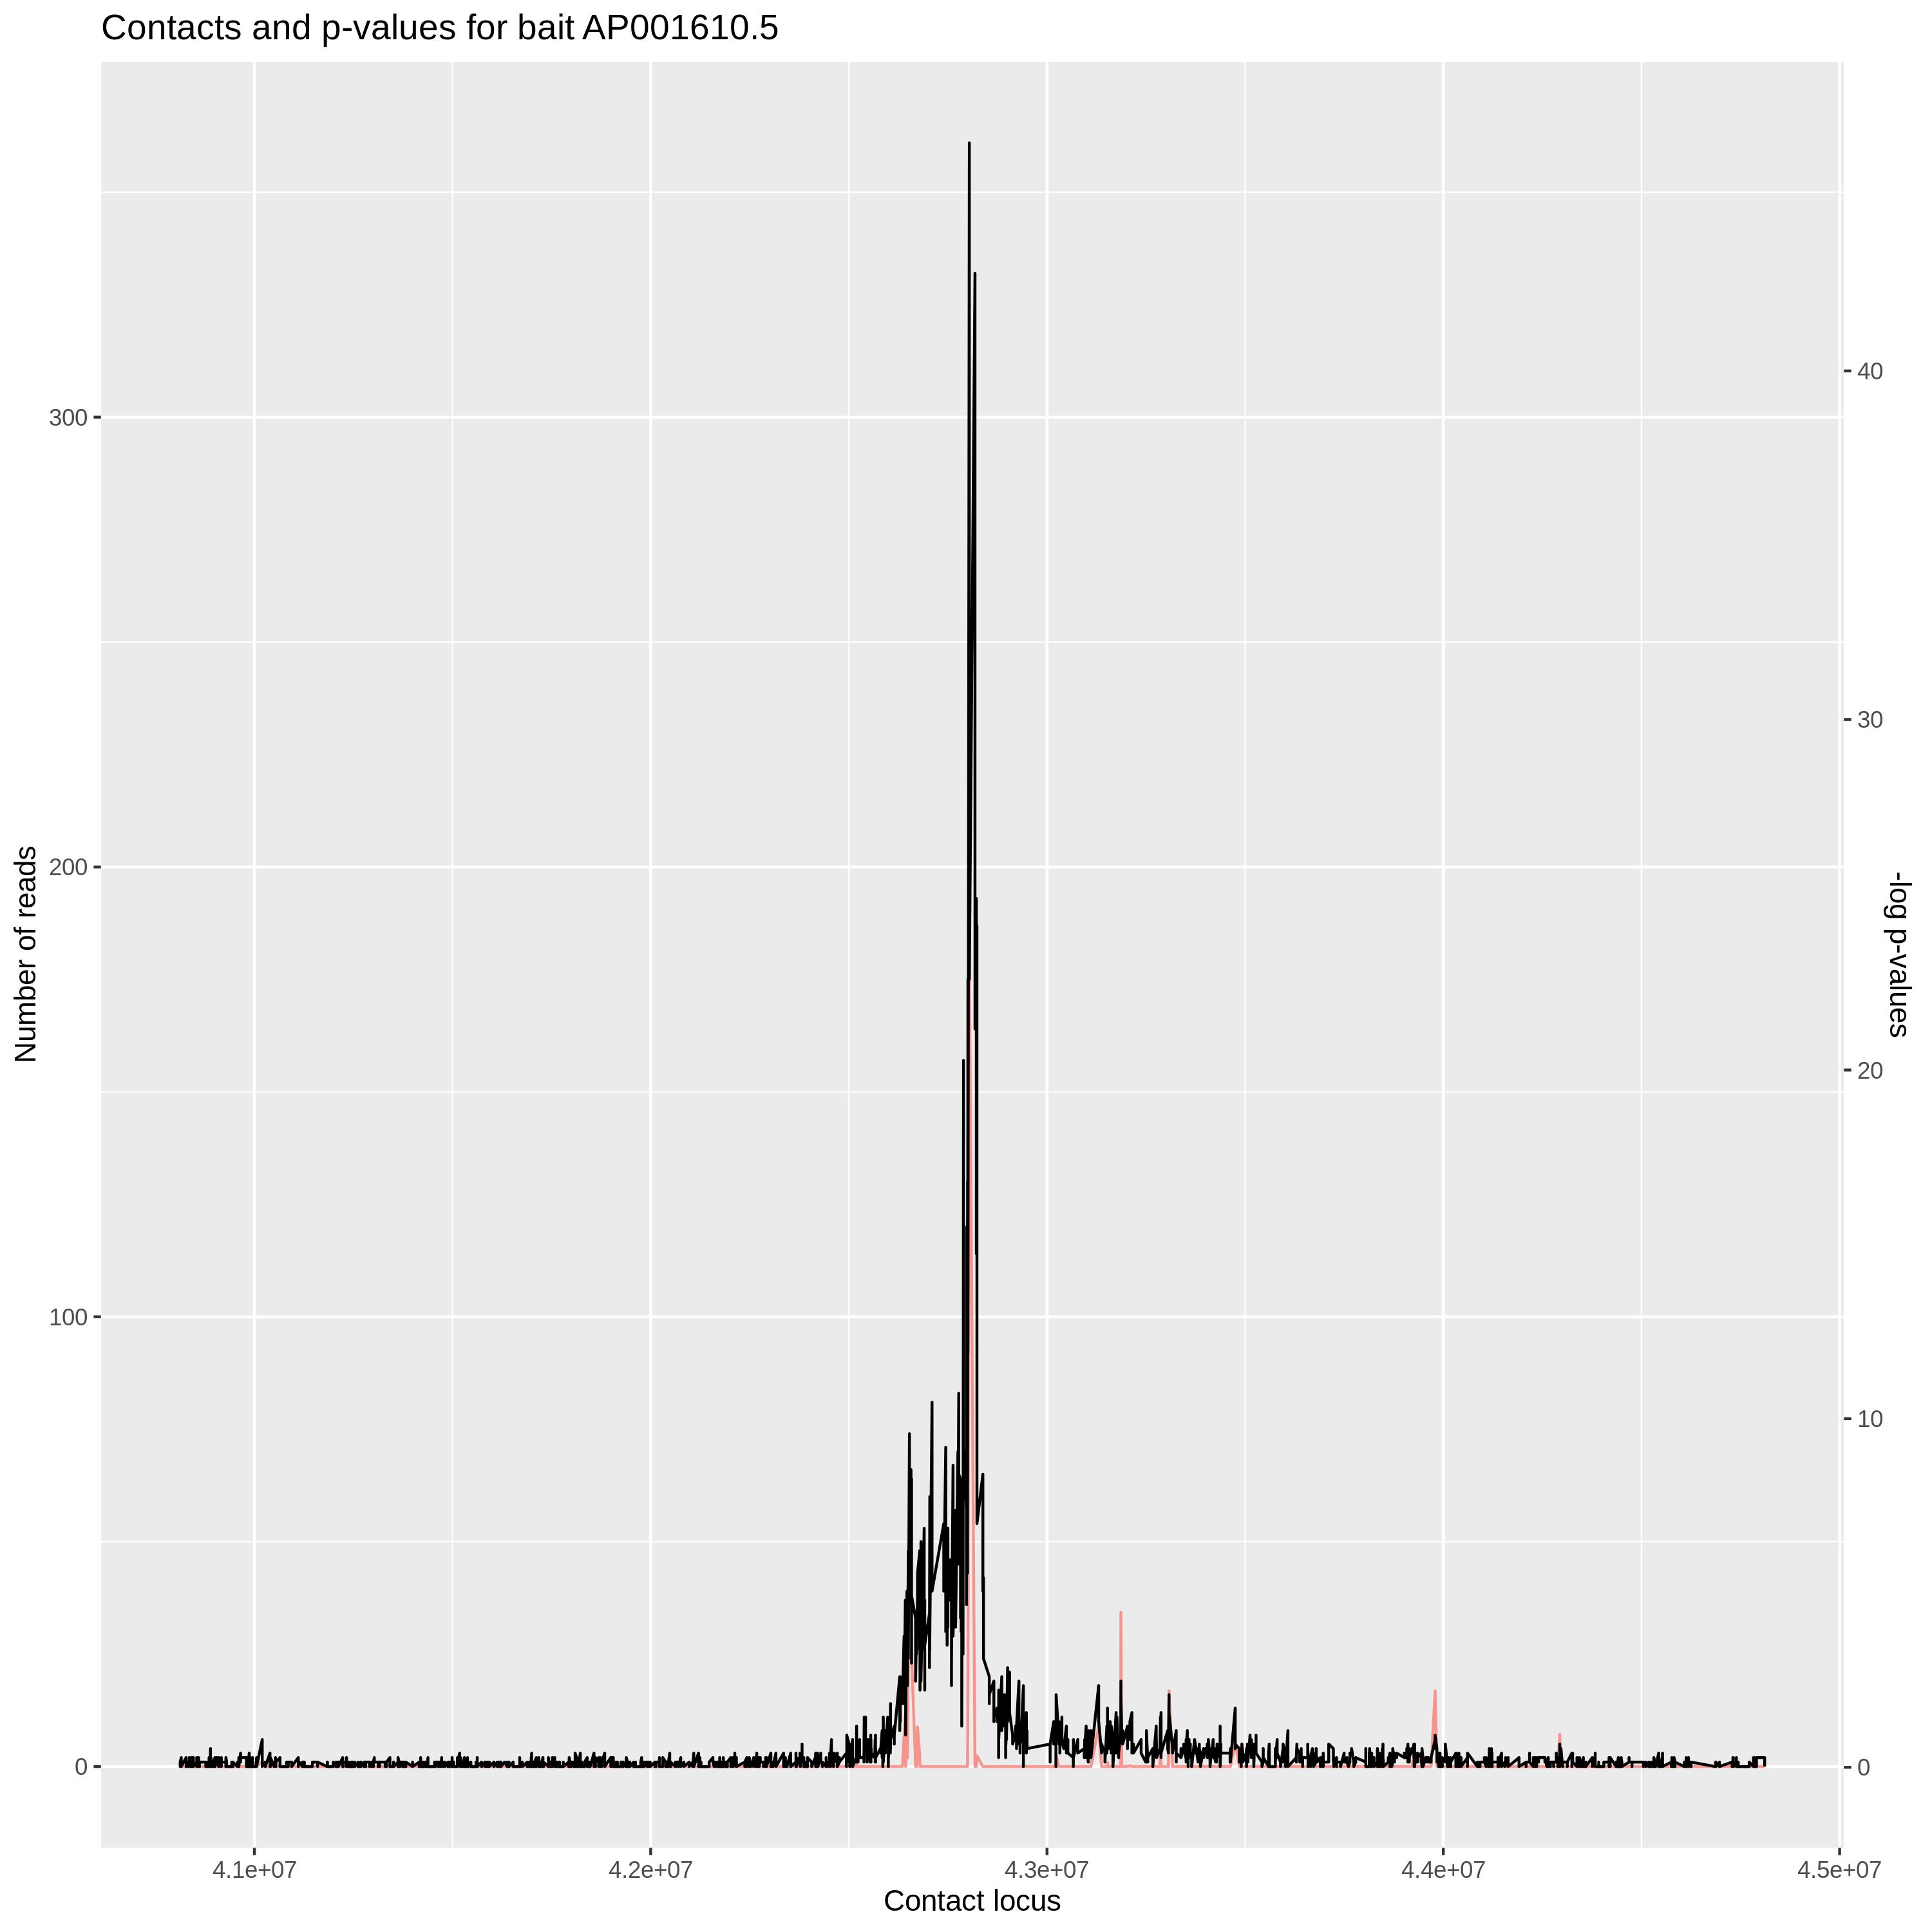 Contacts and p-values for bait AP001610.5
Number of reads
300
200
100
0
40
30
20
10
0
-log p-values
4.1e+07
4.2e+07
4.3e+07
4.4e+07
4.5e+07
Contact locus